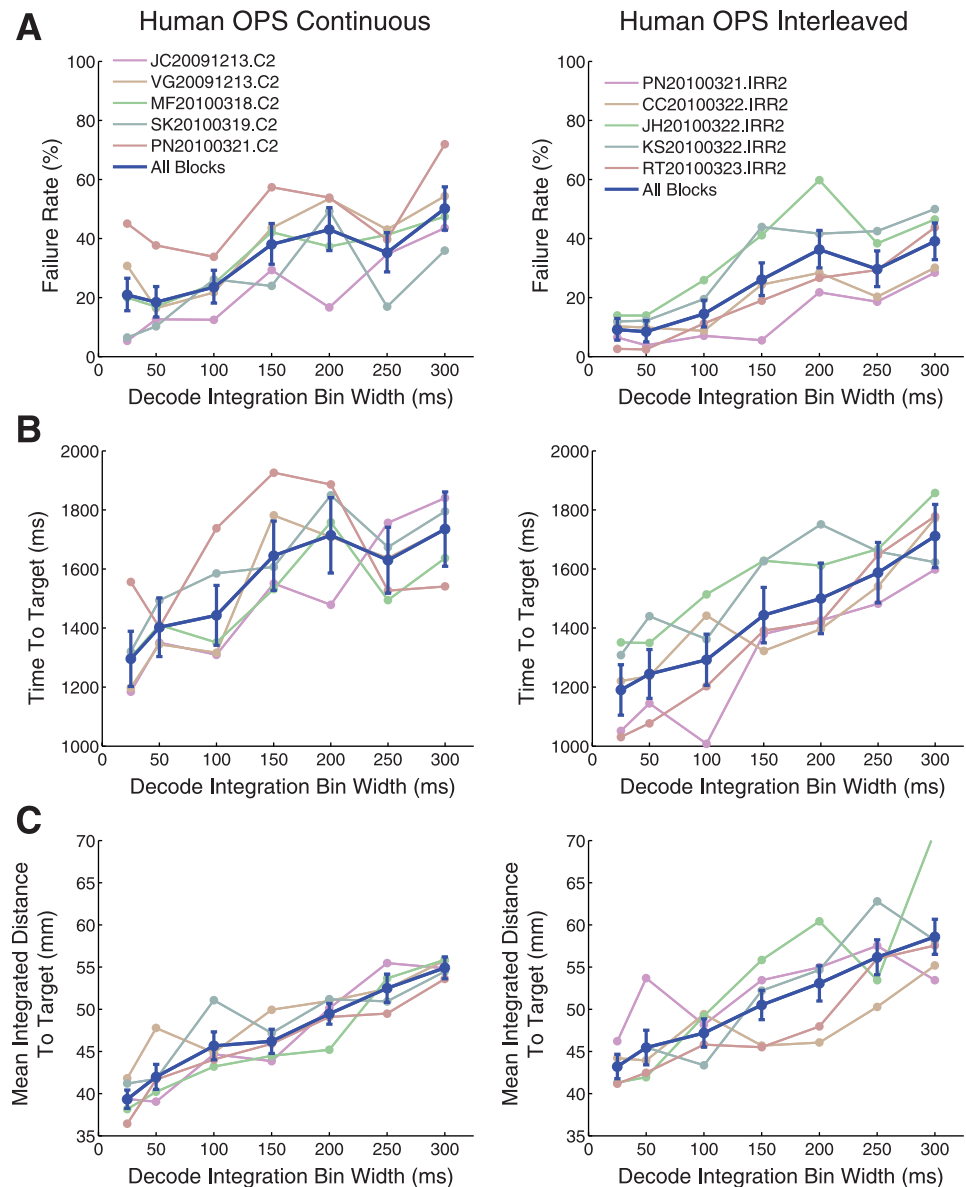 Human OPS Continuous
Human OPS Interleaved
A
100
80
60
40
20
0
Failure Rate (%)
JC20091213.C2
VG20091213.C2
MF20100318.C2
SK20100319.C2
PN20100321.C2
All Blocks
0 50 100 150 200 250 300
Decode Integration Bin Width (ms)
100
80
60
40
20
0
Failure Rate (%)
PN20100321.IRR2
CC20100322.IRR2
JH20100322.IRR2
KS20100322.IRR2
RT20100323.IRR2
All Blocks
0 50 100 150 200 250 300
Decode Integration Bin Width (ms)
B
2000
1800
1600
1400
1200
1000
Time To Target (ms)
0 50 100 150 200 250 300
Decode Integration Bin Width (ms)
2000
1800
1600
1400
1200
1000
Time To Target (ms)
0 50 100 150 200 250 300
Decode Integration Bin Width (ms)
C
70
65
60
55
50
45
40
35
Mean Integrated Distance
To Target (mm)
0 50 100 150 200 250 300
Decode Integration Bin Width (ms)
70
65
60
55
50
45
40
35
Mean Integrated Distance
To Target (mm)
0 50 100 150 200 250 300
Decode Integration Bin Width (ms)